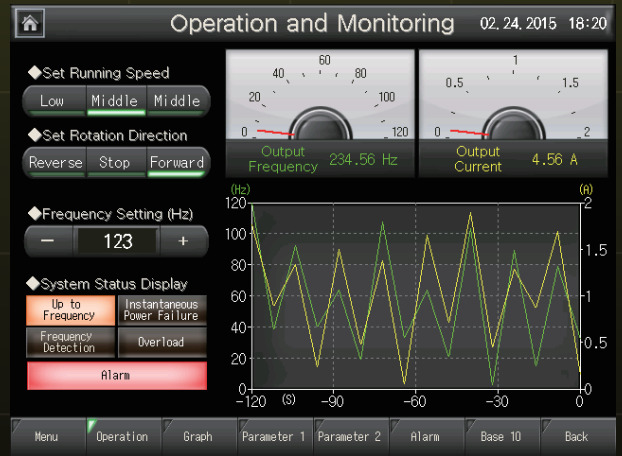 Operation and Monitoring 02. 24. 2015 18:20
◆Set Running Speed
Low Middle Middle
◆Set Rotation Direction
Reverse Stop Forward
◆Frequency Setting (Hz)
− 123 +
◆System Status Display
Up to
Frequency
Instantaneous
Power Failure
Frequency
Detection
Overload
Alarm
0 20 40 60 80 100 120
Output
Frequency
234.56 Hz
0 0.5 1 1.5 2
Output
Current
4.56 A
(Hz) (A)
120 2
100
80 1.5
60 1
40
20 0.5
0 0
-120 (S) -90 -60 -30 0
Menu Operation Graph Parameter 1 Parameter 2 Alarm Base 10 Back